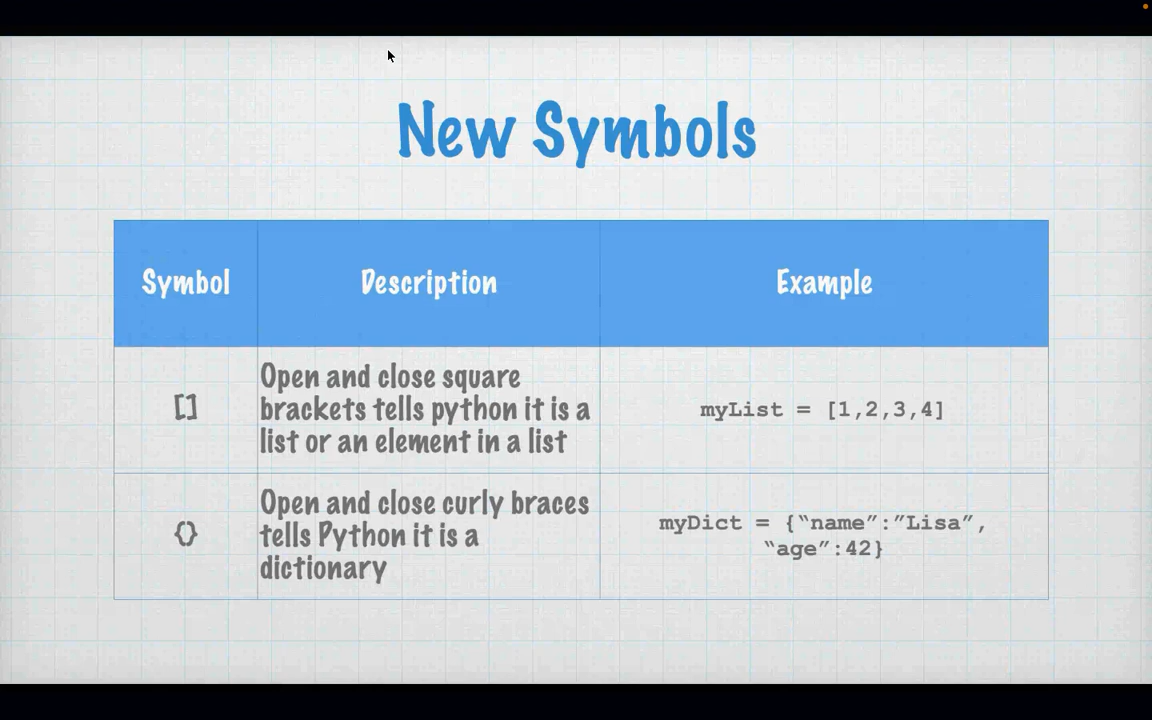 New Symbols
Symbol Description Example
[]
Open and close square
brackets tells python it is a
list or an element in a list
myList = [1,2,3,4]
{}
Open and close curly braces
tells Python it is a
dictionary
myDict = {“name”:”Lisa”,
“age”:42}